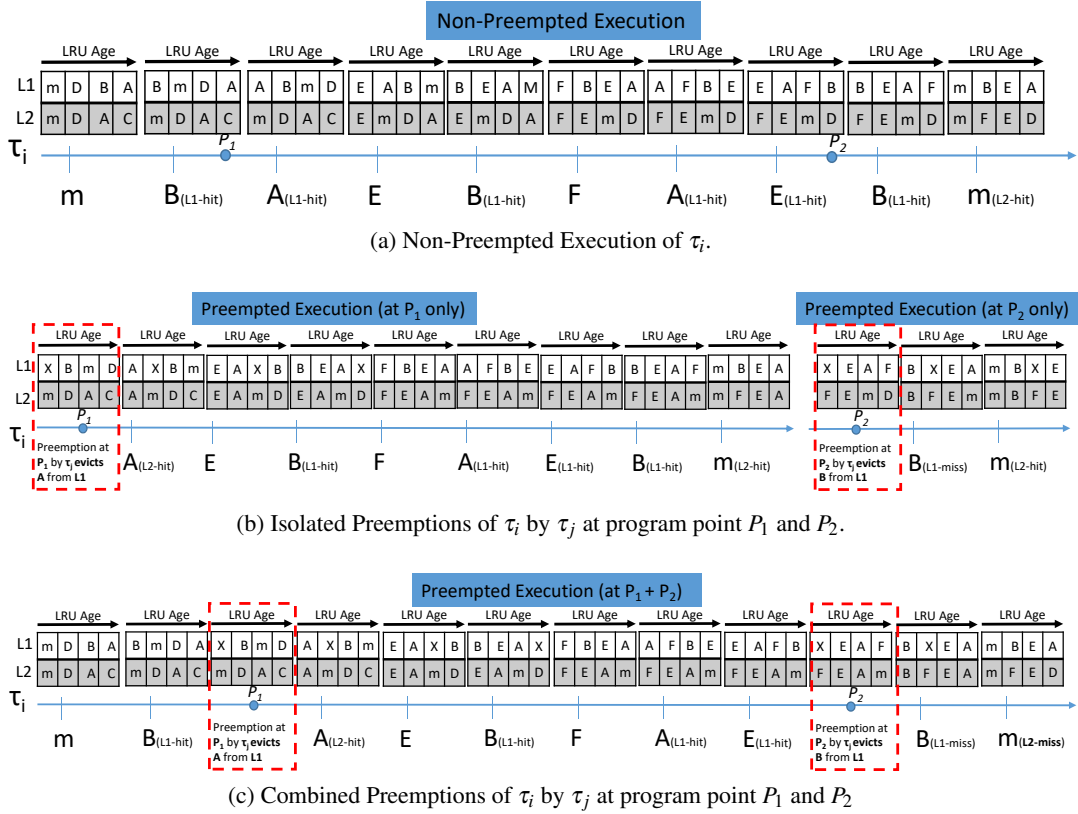 Non-Preempted Execution
LRU Age LRU Age LRU Age LRU Age LRU Age LRU Age LRU Age LRU Age LRU Age LRU Age
L1 m D B A B m D A A B m D E A B m B E A M F B E A A F B E E A F B B E A F m B E A
L2 m D A C m D A C m D A C E m D A E m D A F E m D F E m D F E m D F E m D m F E D
τi P1 P2
m B(L1-hit) A(L1-hit) E B(L1-hit) F A(L1-hit) E(L1-hit) B(L1-hit) m(L2-hit)
(a) Non-Preempted Execution of τi.
Preempted Execution (at P1 only) Preempted Execution (at P2 only)
LRU Age LRU Age LRU Age LRU Age LRU Age LRU Age LRU Age LRU Age LRU Age LRU Age LRU Age LRU Age
L1 X B m D A X B m E A X B B E A X F B E A A F B E E A F B B E A F m B E A X E A F B X E A m B X E
L2 m D A C A m D C E A m D E A m D F E A m F E A m F E A m F E A m m F E A F E m D B F E m m B F E
τi P1 P2
Preemption at
P1 by τj evicts
A from L1
A(L2-hit) E B(L1-hit) F A(L1-hit) E(L1-hit) B(L1-hit) m(L2-hit)
Preemption at
P2 by τj evicts
B from L1
B(L1-miss) m(L2-hit)
(b) Isolated Preemptions of τi by τj at program point P1 and P2.
Preempted Execution (at P1 + P2)
LRU Age LRU Age LRU Age LRU Age LRU Age LRU Age LRU Age LRU Age LRU Age LRU Age LRU Age LRU Age
L1 m D B A B m D A X B m D A X B m E A X B B E A X F B E A A F B E E A F B X E A F B X E A m B E A
L2 m D A C m D A C m D A C A m D C E A m D E A m D F E A m F E A m F E A m F E A m B F E A m F E D
τi P1 P2
m B(L1-hit)
Preemption at
P1 by τj evicts
A from L1
A(L2-hit) E B(L1-hit) F A(L1-hit) E(L1-hit)
Preemption at
P2 by τj evicts
B from L1
B(L1-miss) m(L2-miss)
(c) Combined Preemptions of τi by τj at program point P1 and P2